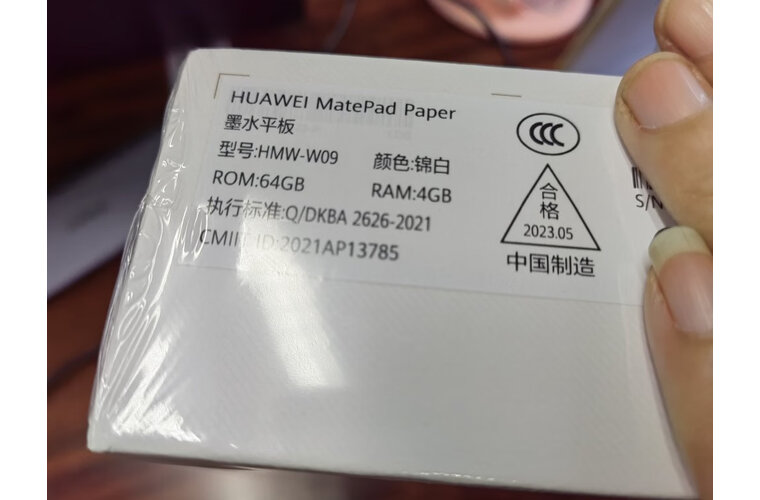 HUAWEI MatePad Paper
墨水平板
型号:HMW-W09 颜色:锦白
ROM:64GB RAM:4GB
执行标准:Q/DKBA 2626-2021
CMIIT ID:2021AP13785
CCC
合格
2023.05
中国制造
S/N